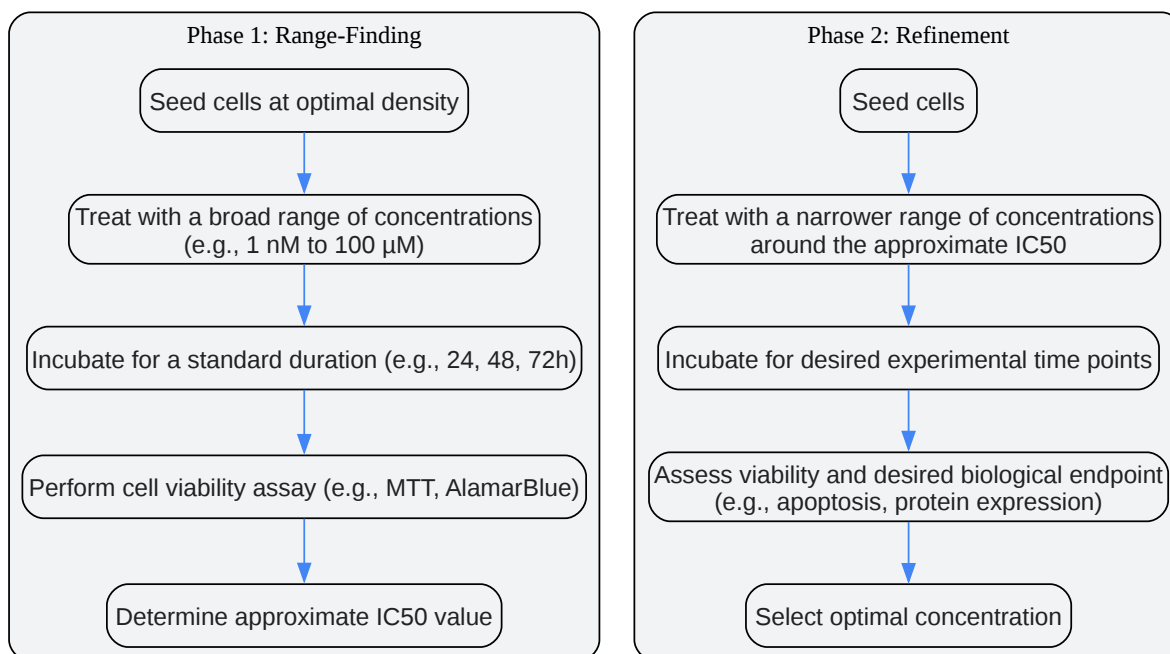 Phase 1: Range-Finding
Seed cells at optimal density
Treat with a broad range of concentrations
(e.g., 1 nM to 100 µM)
Incubate for a standard duration (e.g., 24, 48, 72h)
Perform cell viability assay (e.g., MTT, AlamarBlue)
Determine approximate IC50 value
Phase 2: Refinement
Seed cells
Treat with a narrower range of concentrations
around the approximate IC50
Incubate for desired experimental time points
Assess viability and desired biological endpoint
(e.g., apoptosis, protein expression)
Select optimal concentration